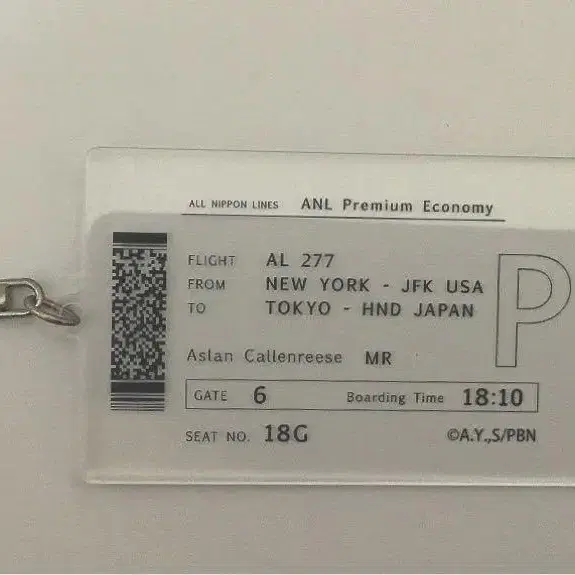 ALL NIPPON LINES ANL Premium Economy
FLIGHT AL 277
FROM NEW YORK - JFK USA
TO TOKYO - HND JAPAN
P
Aslan Callenreese MR
GATE 6 Boarding Time 18:10
SEAT NO. 18G ©A.Y.,S/PBN